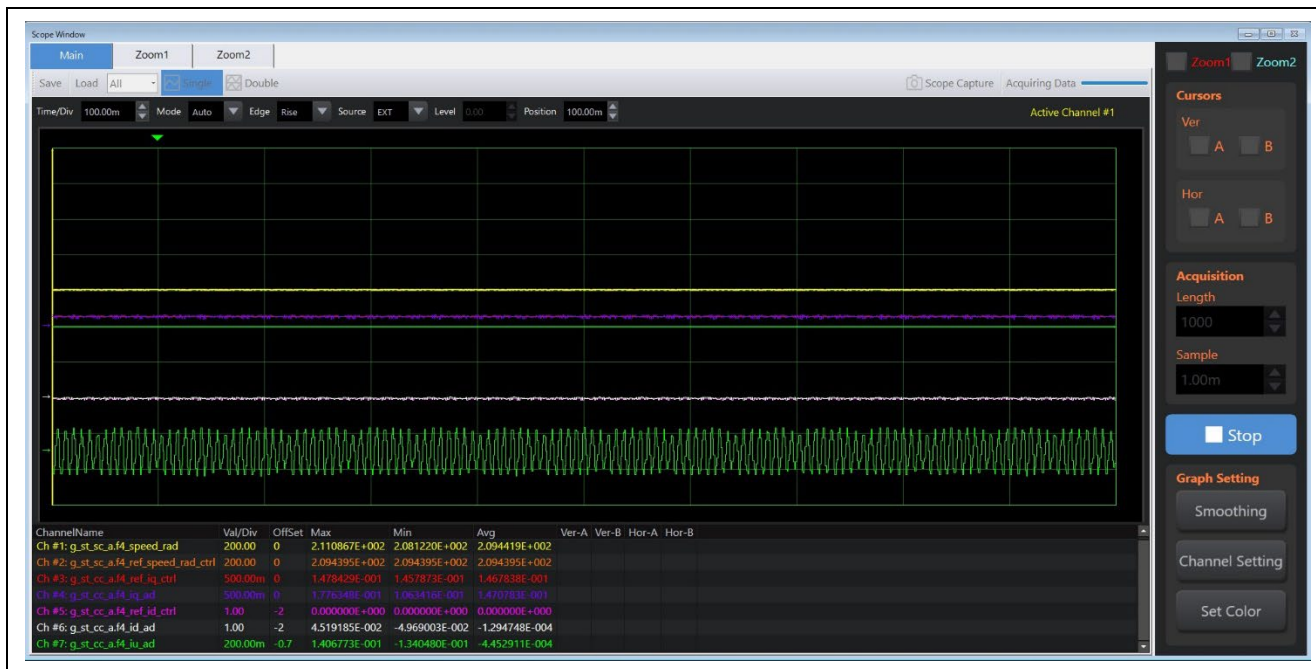 Scope Window
Main Zoom1 Zoom2
Save Load All Single Double Scope Capture Acquiring Data
Time/Div 100.00m Mode Auto Edge Rise Source EXT Level 0.00 Position 100.00m Active Channel #1
ChannelName Val/Div OffSet Max Min Avg Ver-A Ver-B Hor-A Hor-B
Ch #1: g_st_sc_a.f4_speed_rad 200.00 0 2.110867E+002 2.081220E+002 2.094419E+002
Ch #2: g_st_sc_a.f4_ref_speed_rad_ctrl 200.00 0 2.094395E+002 2.094395E+002 2.094395E+002
Ch #3: g_st_cc_a.f4_ref_iq_ctrl 500.00m 0 1.478429E-001 1.457873E-001 1.467838E-001
Ch #4: g_st_cc_a.f4_iq_ad 500.00m 0 1.776348E-001 1.063416E-001 1.470783E-001
Ch #5: g_st_cc_a.f4_ref_id_ctrl 1.00 -2 0.000000E+000 0.000000E+000 0.000000E+000
Ch #6: g_st_cc_a.f4_id_ad 1.00 -2 4.519185E-002 -4.969003E-002 -1.294748E-004
Ch #7: g_st_cc_a.f4_iu_ad 200.00m -0.7 1.406773E-001 -1.340480E-001 -4.452911E-004
Zoom1 Zoom2
Cursors
Ver
A B
Hor
A B
Acquisition
Length
1000
Sample
1.00m
Stop
Graph Setting
Smoothing
Channel Setting
Set Color